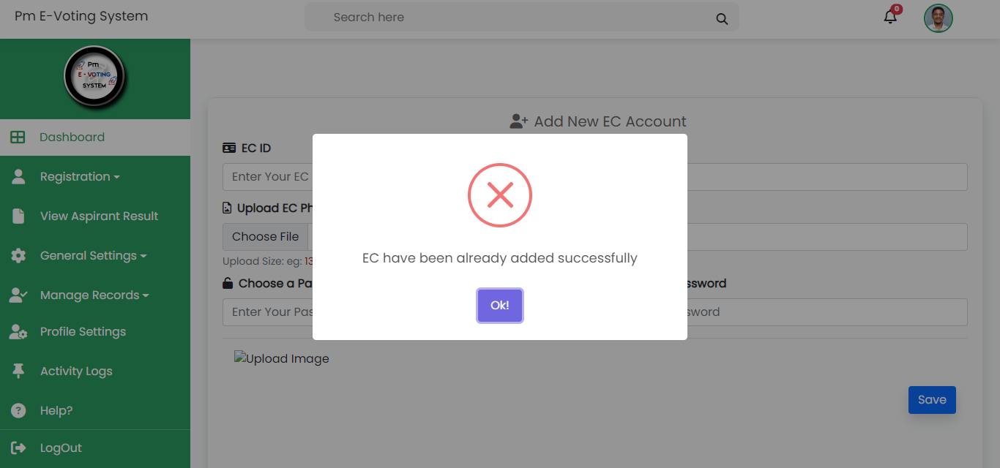 Pm E-Voting System
Search here
0
Pm
E - VOTING
SYSTEM
Dashboard
Registration
View Aspirant Result
General Settings
Manage Records
Profile Settings
Activity Logs
Help?
LogOut
Add New EC Account
EC ID
Enter Your EC
Upload EC Ph
Choose File
Upload Size: eg: 13
Choose a Pa
ssword
Enter Your Pas
sword
Upload Image
Save
EC have been already added successfully
Ok!